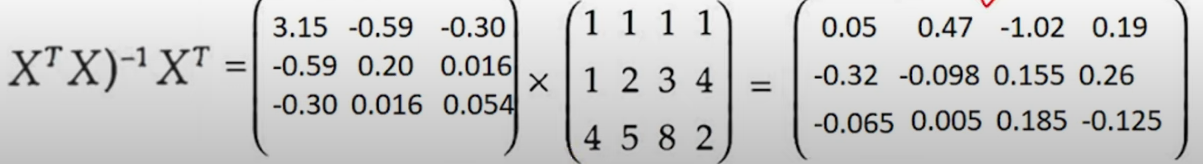 3.15 -0.59 -0.30 1 1 1 1 0.05 0.47 -1.02 0.19
XᵀX)⁻¹Xᵀ = -0.59 0.20 0.016 × 1 2 3 4 = -0.32 -0.098 0.155 0.26
-0.30 0.016 0.054 4 5 8 2 -0.065 0.005 0.185 -0.125